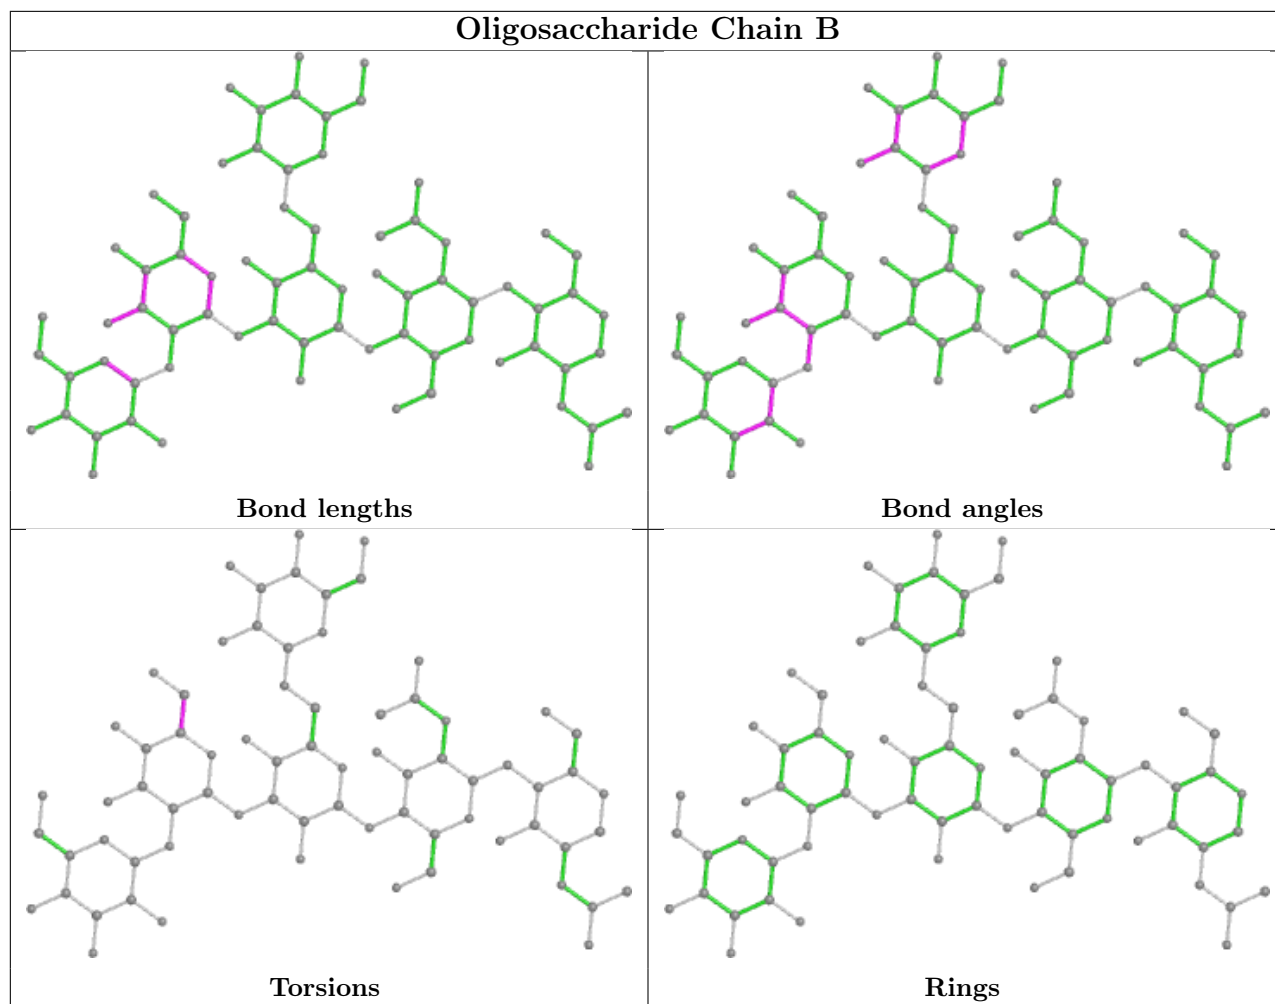 Oligosaccharide Chain B
Bond lengths
Bond angles
Torsions
Rings